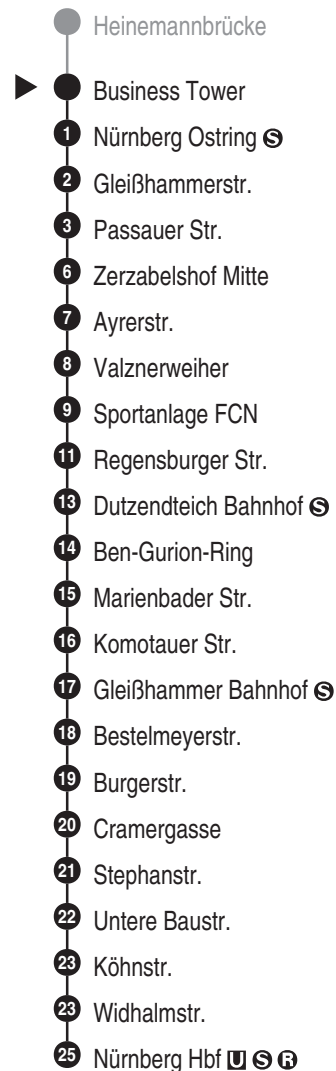 Heinemannbrücke
Business Tower
1 Nürnberg Ostring S
2 Gleißhammerstr.
3 Passauer Str.
6 Zerzabelshof Mitte
7 Ayrerstr.
8 Valznerweiher
9 Sportanlage FCN
11 Regensburger Str.
13 Dutzendteich Bahnhof S
14 Ben-Gurion-Ring
15 Marienbader Str.
16 Komotauer Str.
17 Gleißhammer Bahnhof S
18 Bestelmeyerstr.
19 Burgerstr.
20 Cramergasse
21 Stephanstr.
22 Untere Baustr.
23 Köhnstr.
23 Widhalmstr.
25 Nürnberg Hbf U S R